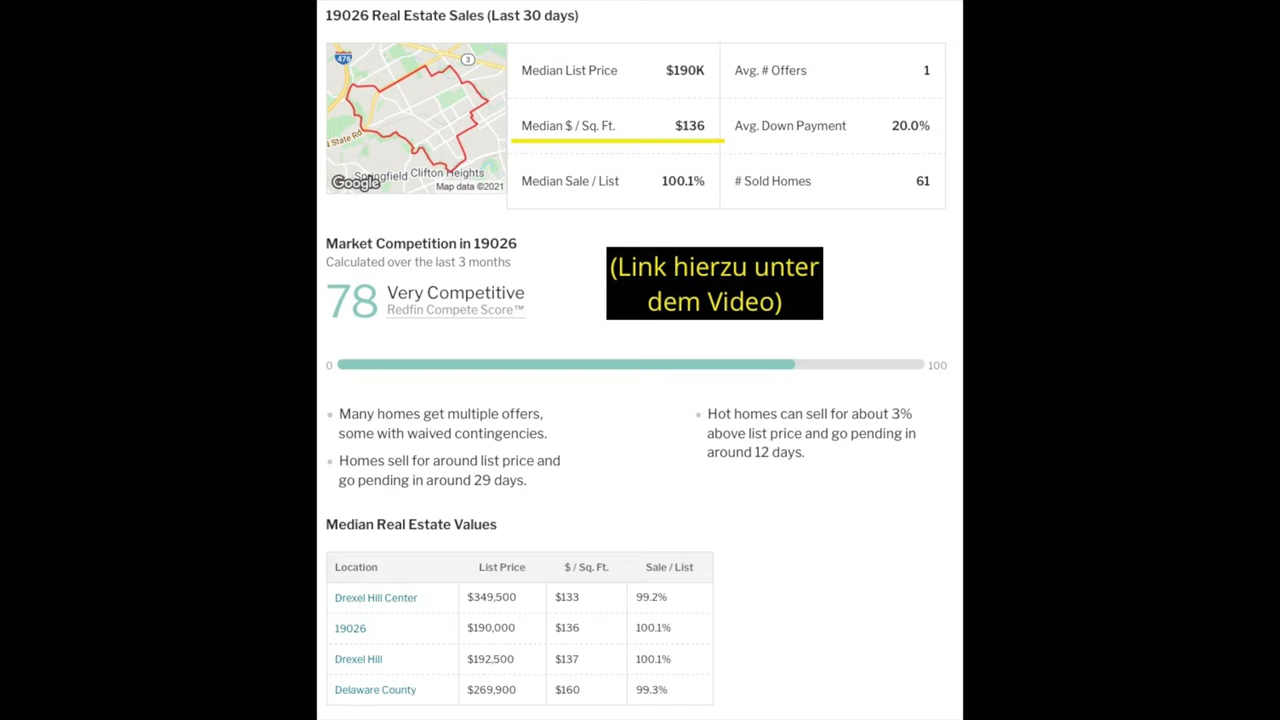 19026 Real Estate Sales (Last 30 days)
476
3
State Rd
Springfield
Clifton Heights
Google
Map data ©2021
Median List Price $190K
Avg. # Offers 1
Median $ / Sq. Ft. $136
Avg. Down Payment 20.0%
Median Sale / List 100.1%
# Sold Homes 61
Market Competition in 19026
Calculated over the last 3 months
78
Very Competitive
Redfin Compete Score™
(Link hierzu unter
dem Video)
0
100
Many homes get multiple offers,
some with waived contingencies.
Homes sell for around list price and
go pending in around 29 days.
Hot homes can sell for about 3%
above list price and go pending in
around 12 days.
Median Real Estate Values
Location List Price $ / Sq. Ft. Sale / List
Drexel Hill Center $349,500 $133 99.2%
19026 $190,000 $136 100.1%
Drexel Hill $192,500 $137 100.1%
Delaware County $269,900 $160 99.3%